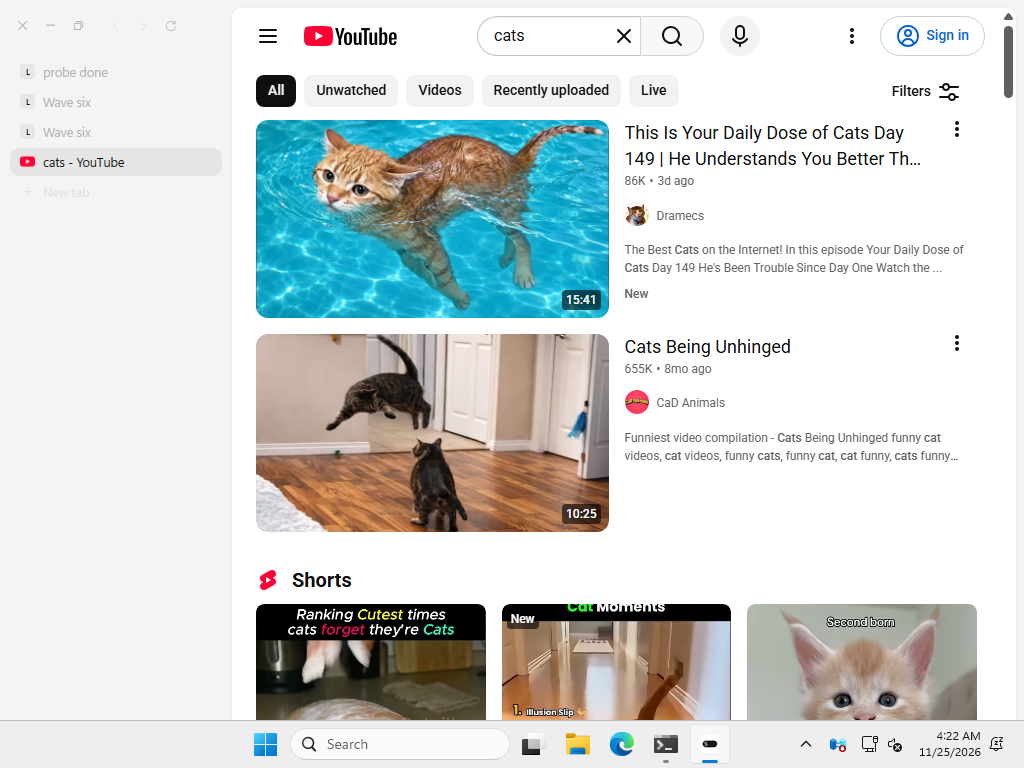 probe done
Wave six
Wave six
cats - YouTube
New tab
YouTube
cats
Sign in
All
Unwatched
Videos
Recently uploaded
Live
Filters
15:41
This Is Your Daily Dose of Cats Day
149 | He Understands You Better Th...
86K • 3d ago
Dramecs
The Best Cats on the Internet! In this episode Your Daily Dose of
Cats Day 149 He's Been Trouble Since Day One Watch the ...
New
10:25
Cats Being Unhinged
655K • 8mo ago
CaD Animals
Funniest video compilation - Cats Being Unhinged funny cat
videos, cat videos, funny cats, funny cat, cat funny, cats funny...
Shorts
Ranking Cutest times
cats forget they're Cats
New
Cat Moments
1. Illusion Slip
Second born
Search
4:22 AM
11/25/2026